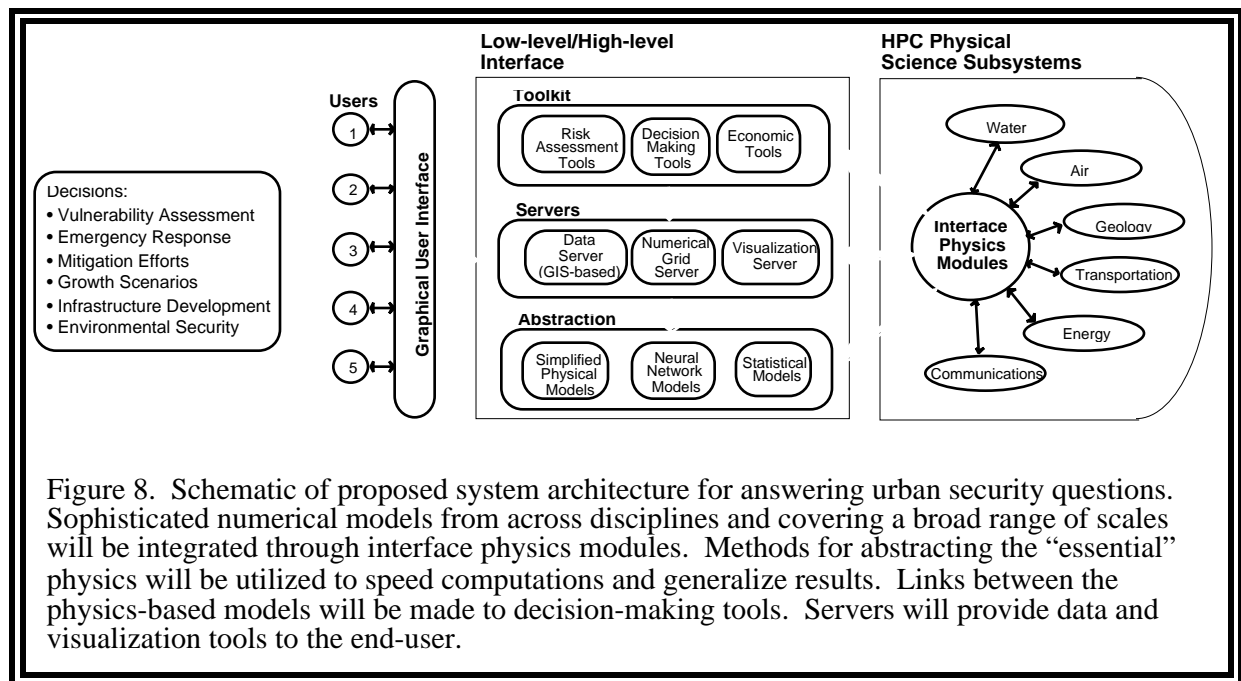 Low-level/High-level
Interface
HPC Physical
Science Subsystems
Users
1
2
3
4
5
Graphical User Interface
Decisions:
• Vulnerability Assessment
• Emergency Response
• Mitigation Efforts
• Growth Scenarios
• Infrastructure Development
• Environmental Security
Toolkit
Risk
Assessment
Tools
Decision
Making
Tools
Economic
Tools
Servers
Data
Server
(GIS-based)
Numerical
Grid
Server
Visualization
Server
Abstraction
Simplified
Physical
Models
Neural
Network
Models
Statistical
Models
Interface
Physics
Modules
Water
Air
Geology
Transportation
Energy
Communications
Figure 8.  Schematic of proposed system architecture for answering urban security questions.
Sophisticated numerical models from across disciplines and covering a broad range of scales
will be integrated through interface physics modules.  Methods for abstracting the “essential”
physics will be utilized to speed computations and generalize results.  Links between the
physics-based models will be made to decision-making tools.  Servers will provide data and
visualization tools to the end-user.